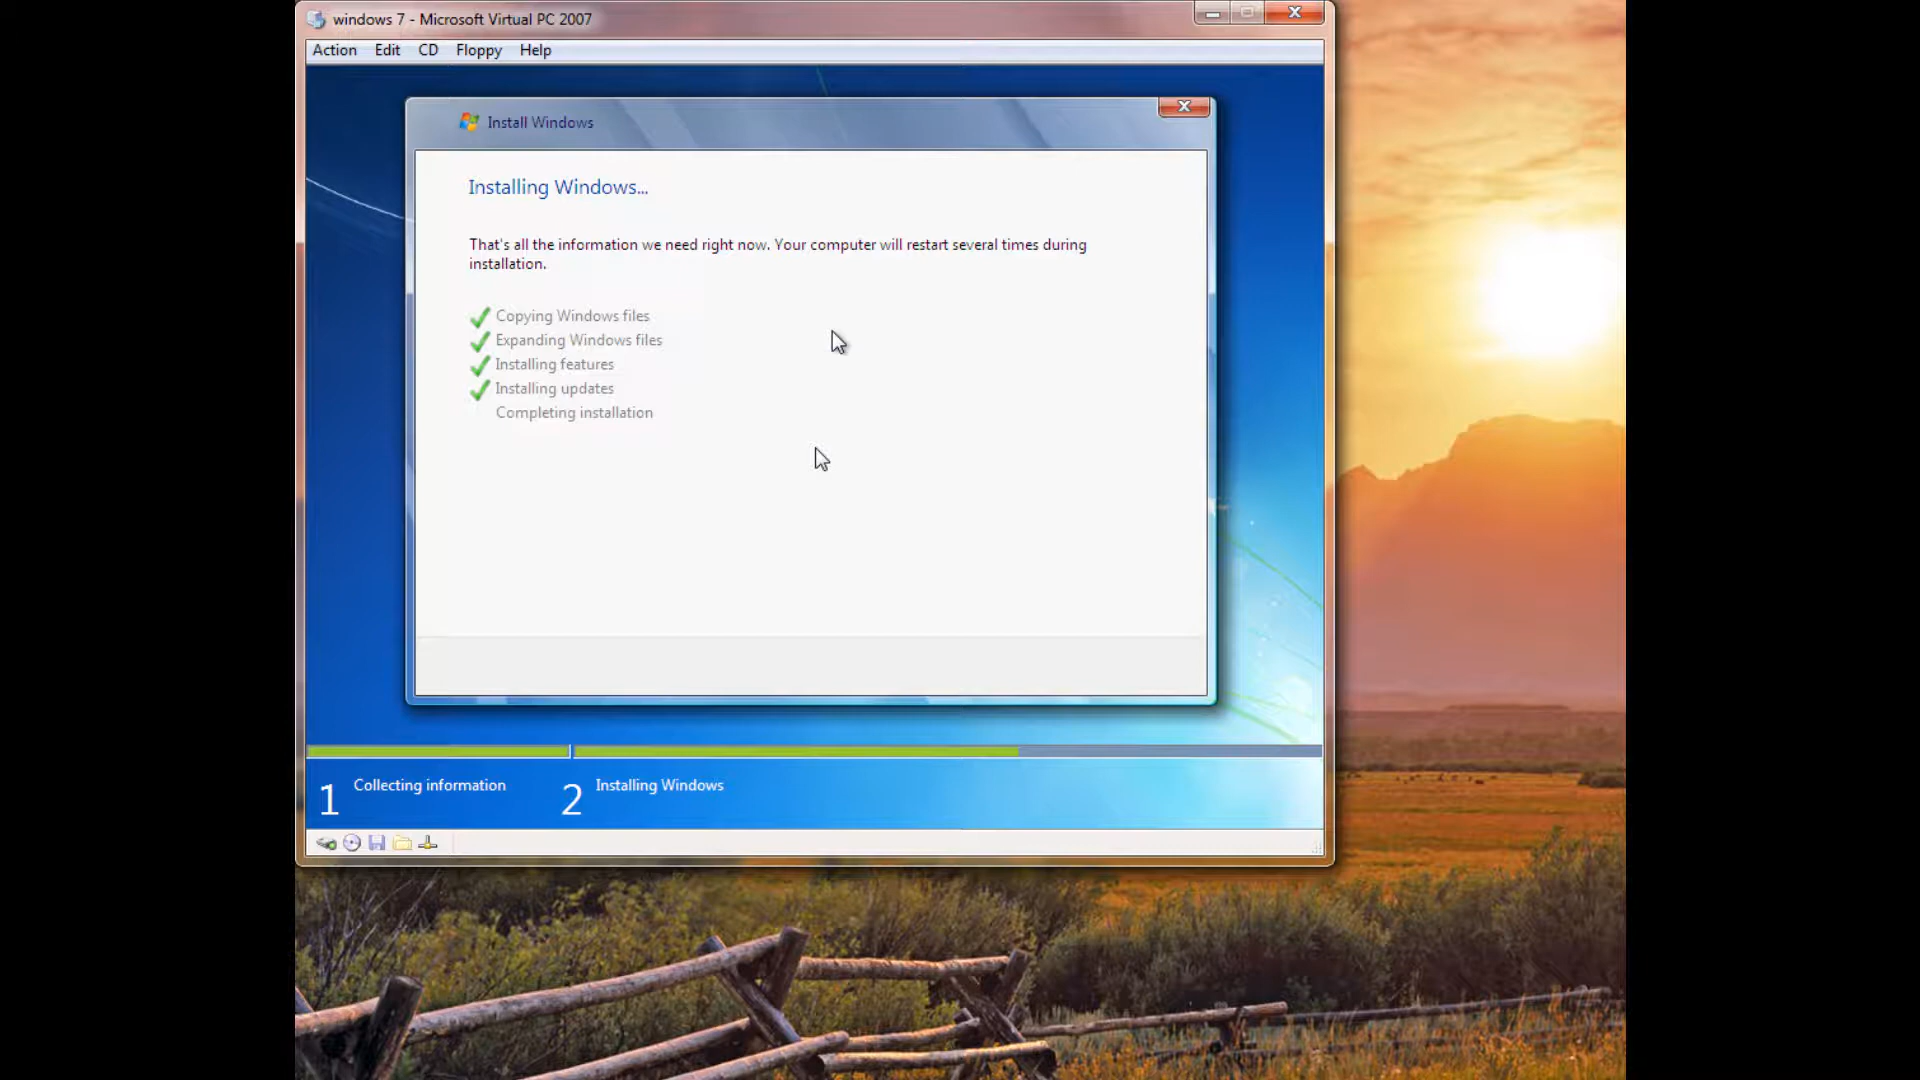 windows 7 - Microsoft Virtual PC 2007
Action Edit CD Floppy Help
Install Windows
Installing Windows...
That's all the information we need right now. Your computer will restart several times during
installation.
Copying Windows files
Expanding Windows files
Installing features
Installing updates
Completing installation
1 Collecting information 2 Installing Windows